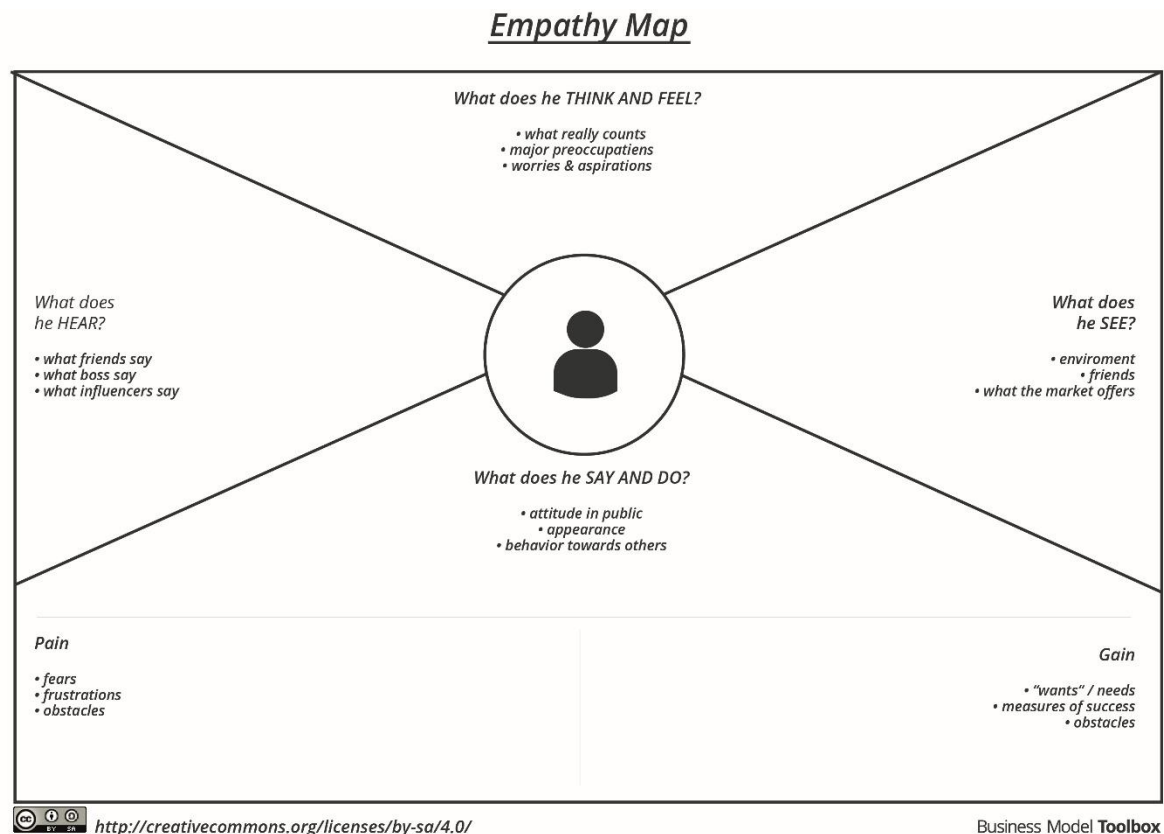 Empathy Map
What does he THINK AND FEEL?
• what really counts
• major preoccupatiens
• worries & aspirations
What does
he HEAR?
• what friends say
• what boss say
• what influencers say
What does
he SEE?
• enviroment
• friends
• what the market offers
What does he SAY AND DO?
• attitude in public
• appearance
• behavior towards others
Pain
• fears
• frustrations
• obstacles
Gain
• “wants” / needs
• measures of success
• obstacles
cc BY SA http://creativecommons.org/licenses/by-sa/4.0/
Business Model Toolbox